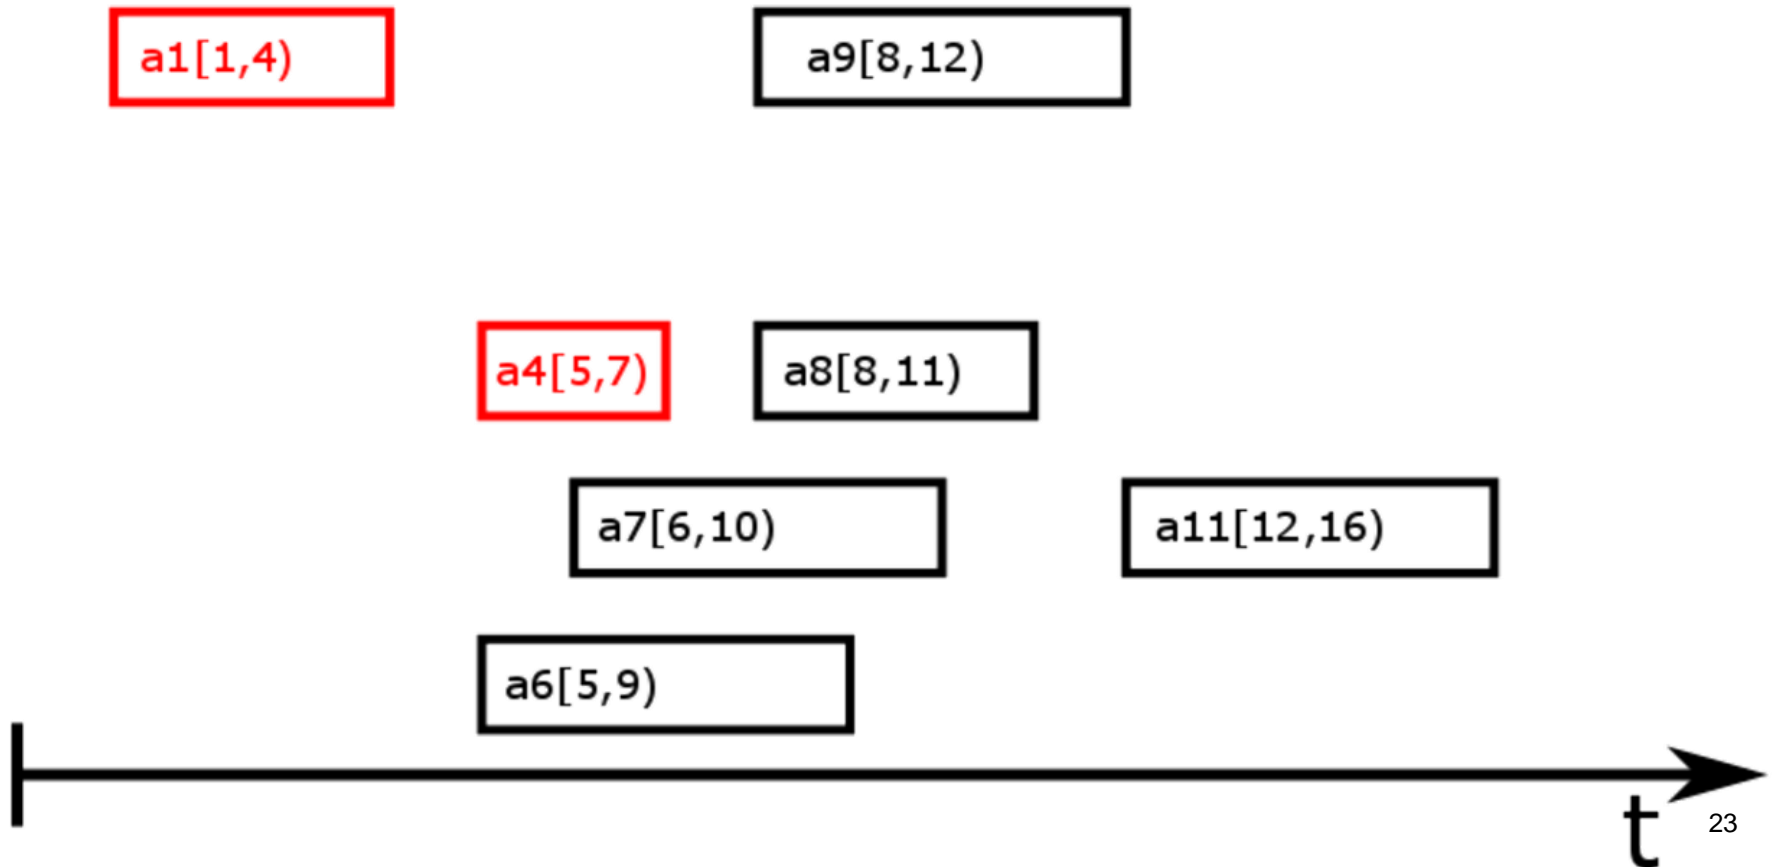 a1[1,4)
a9[8,12)
a4[5,7)
a8[8,11)
a7[6,10)
a11[12,16)
a6[5,9)
t
23